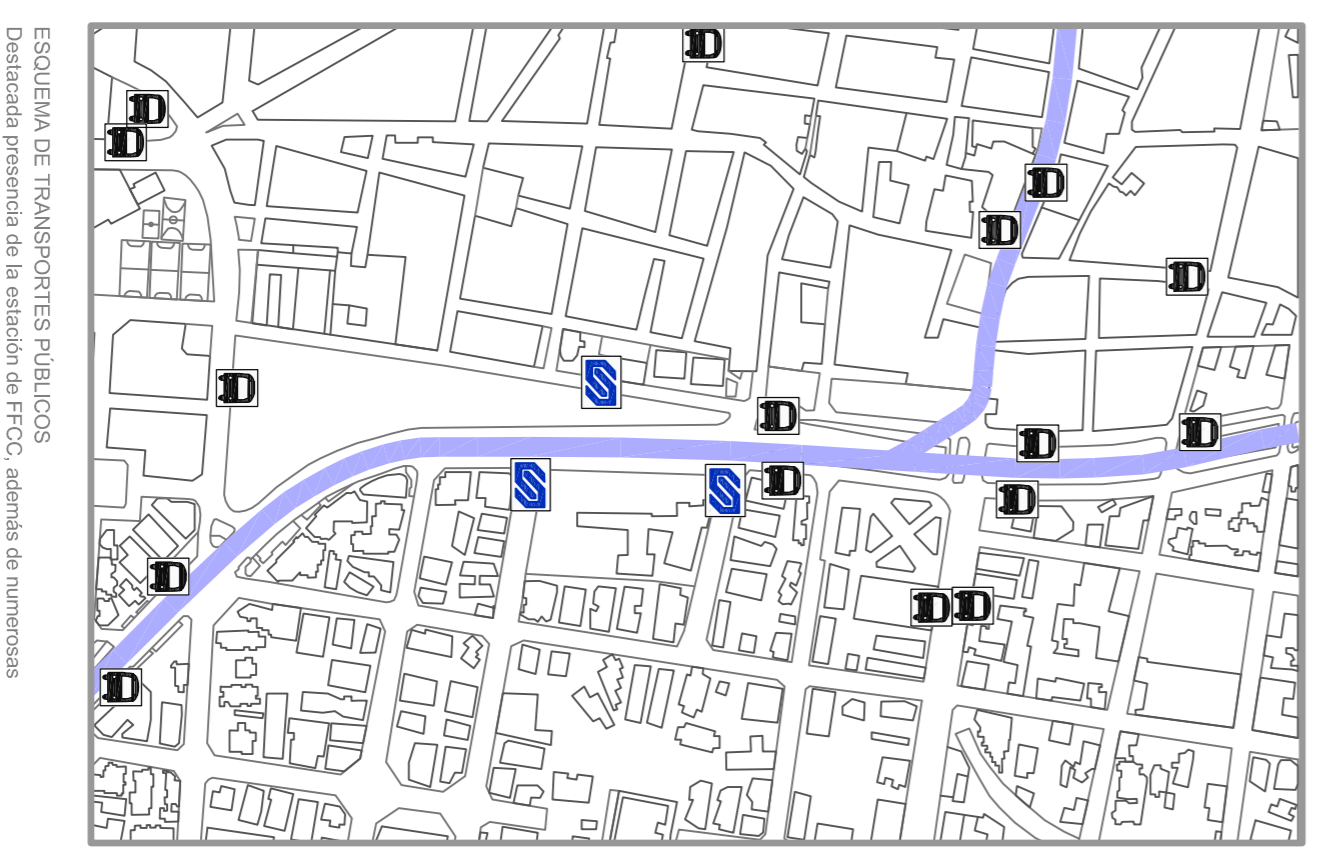 ESQUEMA DE TRANSPORTES PÚBLICOS
Destacada presencia de la estación de FFCC, además de numerosas